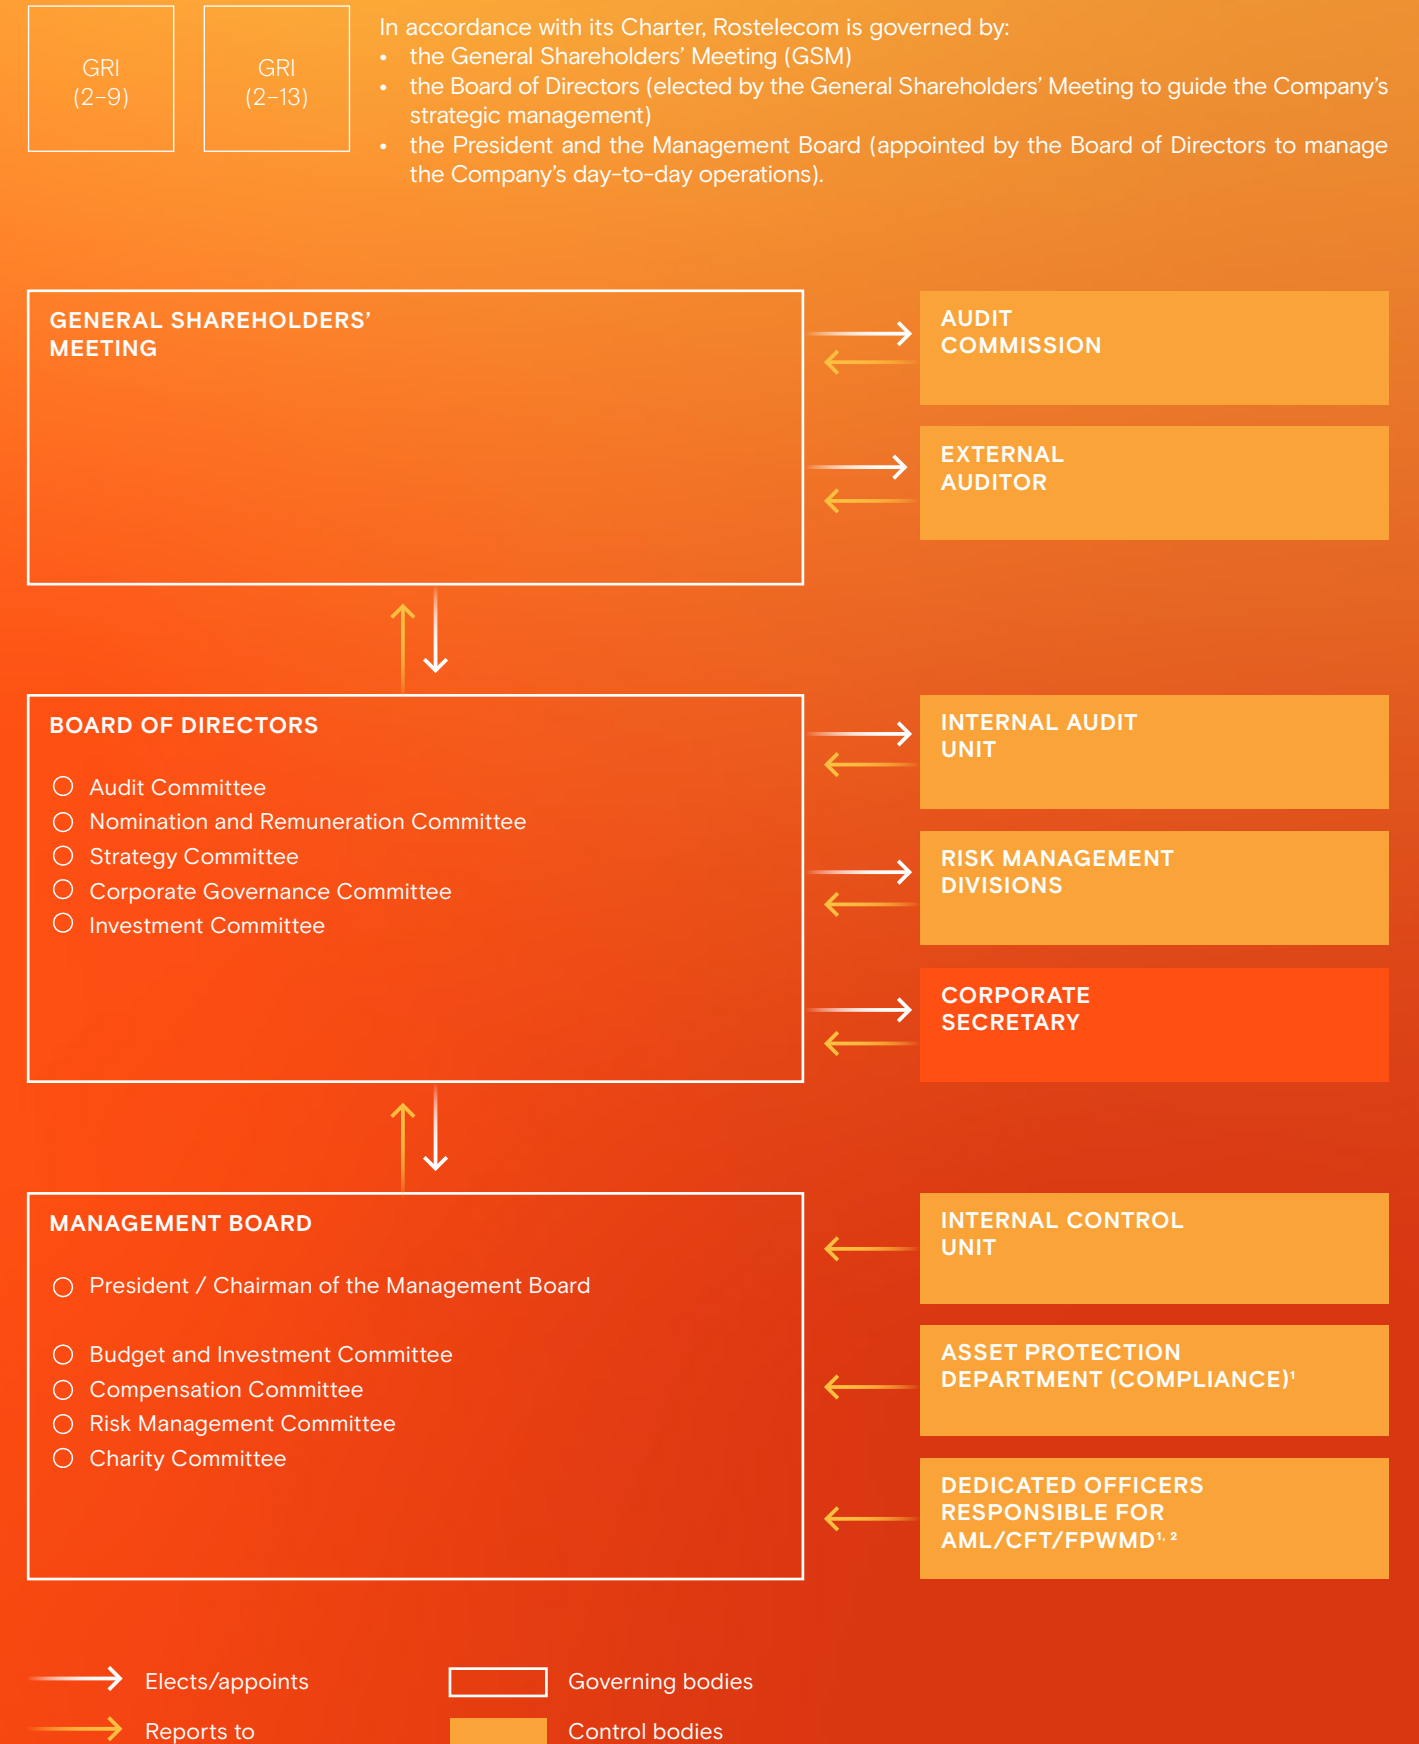 GRI
(2–9)
GRI
(2–13)
In accordance with its Charter, Rostelecom is governed by:
• the General Shareholders' Meeting (GSM)
• the Board of Directors (elected by the General Shareholders' Meeting to guide the Company's
strategic management)
• the President and the Management Board (appointed by the Board of Directors to manage
the Company's day-to-day operations).
GENERAL SHAREHOLDERS'
MEETING
AUDIT
COMMISSION
EXTERNAL
AUDITOR
BOARD OF DIRECTORS
Audit Committee
Nomination and Remuneration Committee
Strategy Committee
Corporate Governance Committee
Investment Committee
INTERNAL AUDIT
UNIT
RISK MANAGEMENT
DIVISIONS
CORPORATE
SECRETARY
MANAGEMENT BOARD
President / Chairman of the Management Board
Budget and Investment Committee
Compensation Committee
Risk Management Committee
Charity Committee
INTERNAL CONTROL
UNIT
ASSET PROTECTION
DEPARTMENT (COMPLIANCE)¹
DEDICATED OFFICERS
RESPONSIBLE FOR
AML/CFT/FPWMD¹, ²
Elects/appoints
Governing bodies
Reports to
Control bodies